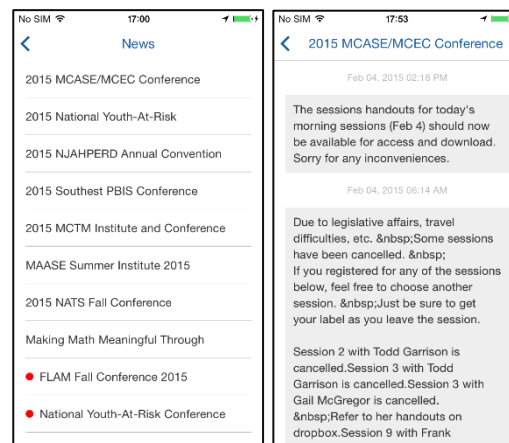 No SIM 17:00
News
2015 MCASE/MCEC Conference
2015 National Youth-At-Risk
2015 NJAHPERD Annual Convention
2015 Southest PBIS Conference
2015 MCTM Institute and Conference
MAASE Summer Institute 2015
2015 NATS Fall Conference
Making Math Meaningful Through
FLAM Fall Conference 2015
National Youth-At-Risk Conference
No SIM 17:53
2015 MCASE/MCEC Conference
Feb 04, 2015 02:18 PM
The sessions handouts for today's
morning sessions (Feb 4) should now
be available for access and download.
Sorry for any inconveniences.
Feb 04, 2015 06:14 AM
Due to legislative affairs, travel
difficulties, etc. &nbsp;Some sessions
have been cancelled. &nbsp;
If you registered for any of the sessions
below, feel free to choose another
session. &nbsp;Just be sure to get
your label as you leave the session.
Session 2 with Todd Garrison is
cancelled.Session 3 with Todd
Garrison is cancelled.Session 3 with
Gail McGregor is cancelled.
&nbsp;Refer to her handouts on
dropbox.Session 9 with Frank